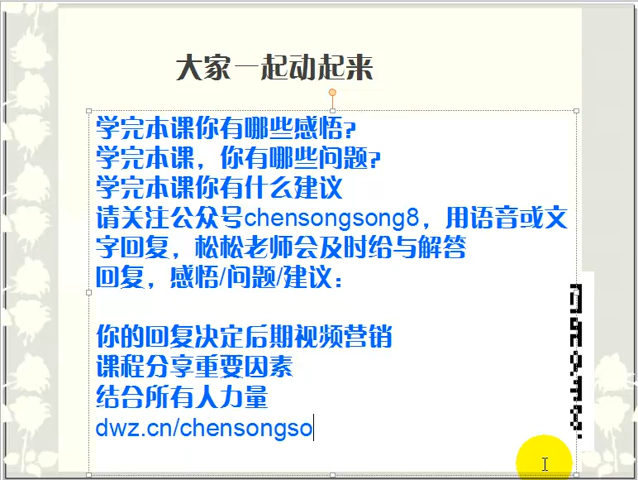 大家一起动起来
学完本课你有哪些感悟?
学完本课，你有哪些问题?
学完本课你有什么建议
请关注公众号chensongsong8，用语音或文
字回复，松松老师会及时给与解答
回复，感悟/问题/建议：
你的回复决定后期视频营销
课程分享重要因素
结合所有人力量
dwz.cn/chensongso